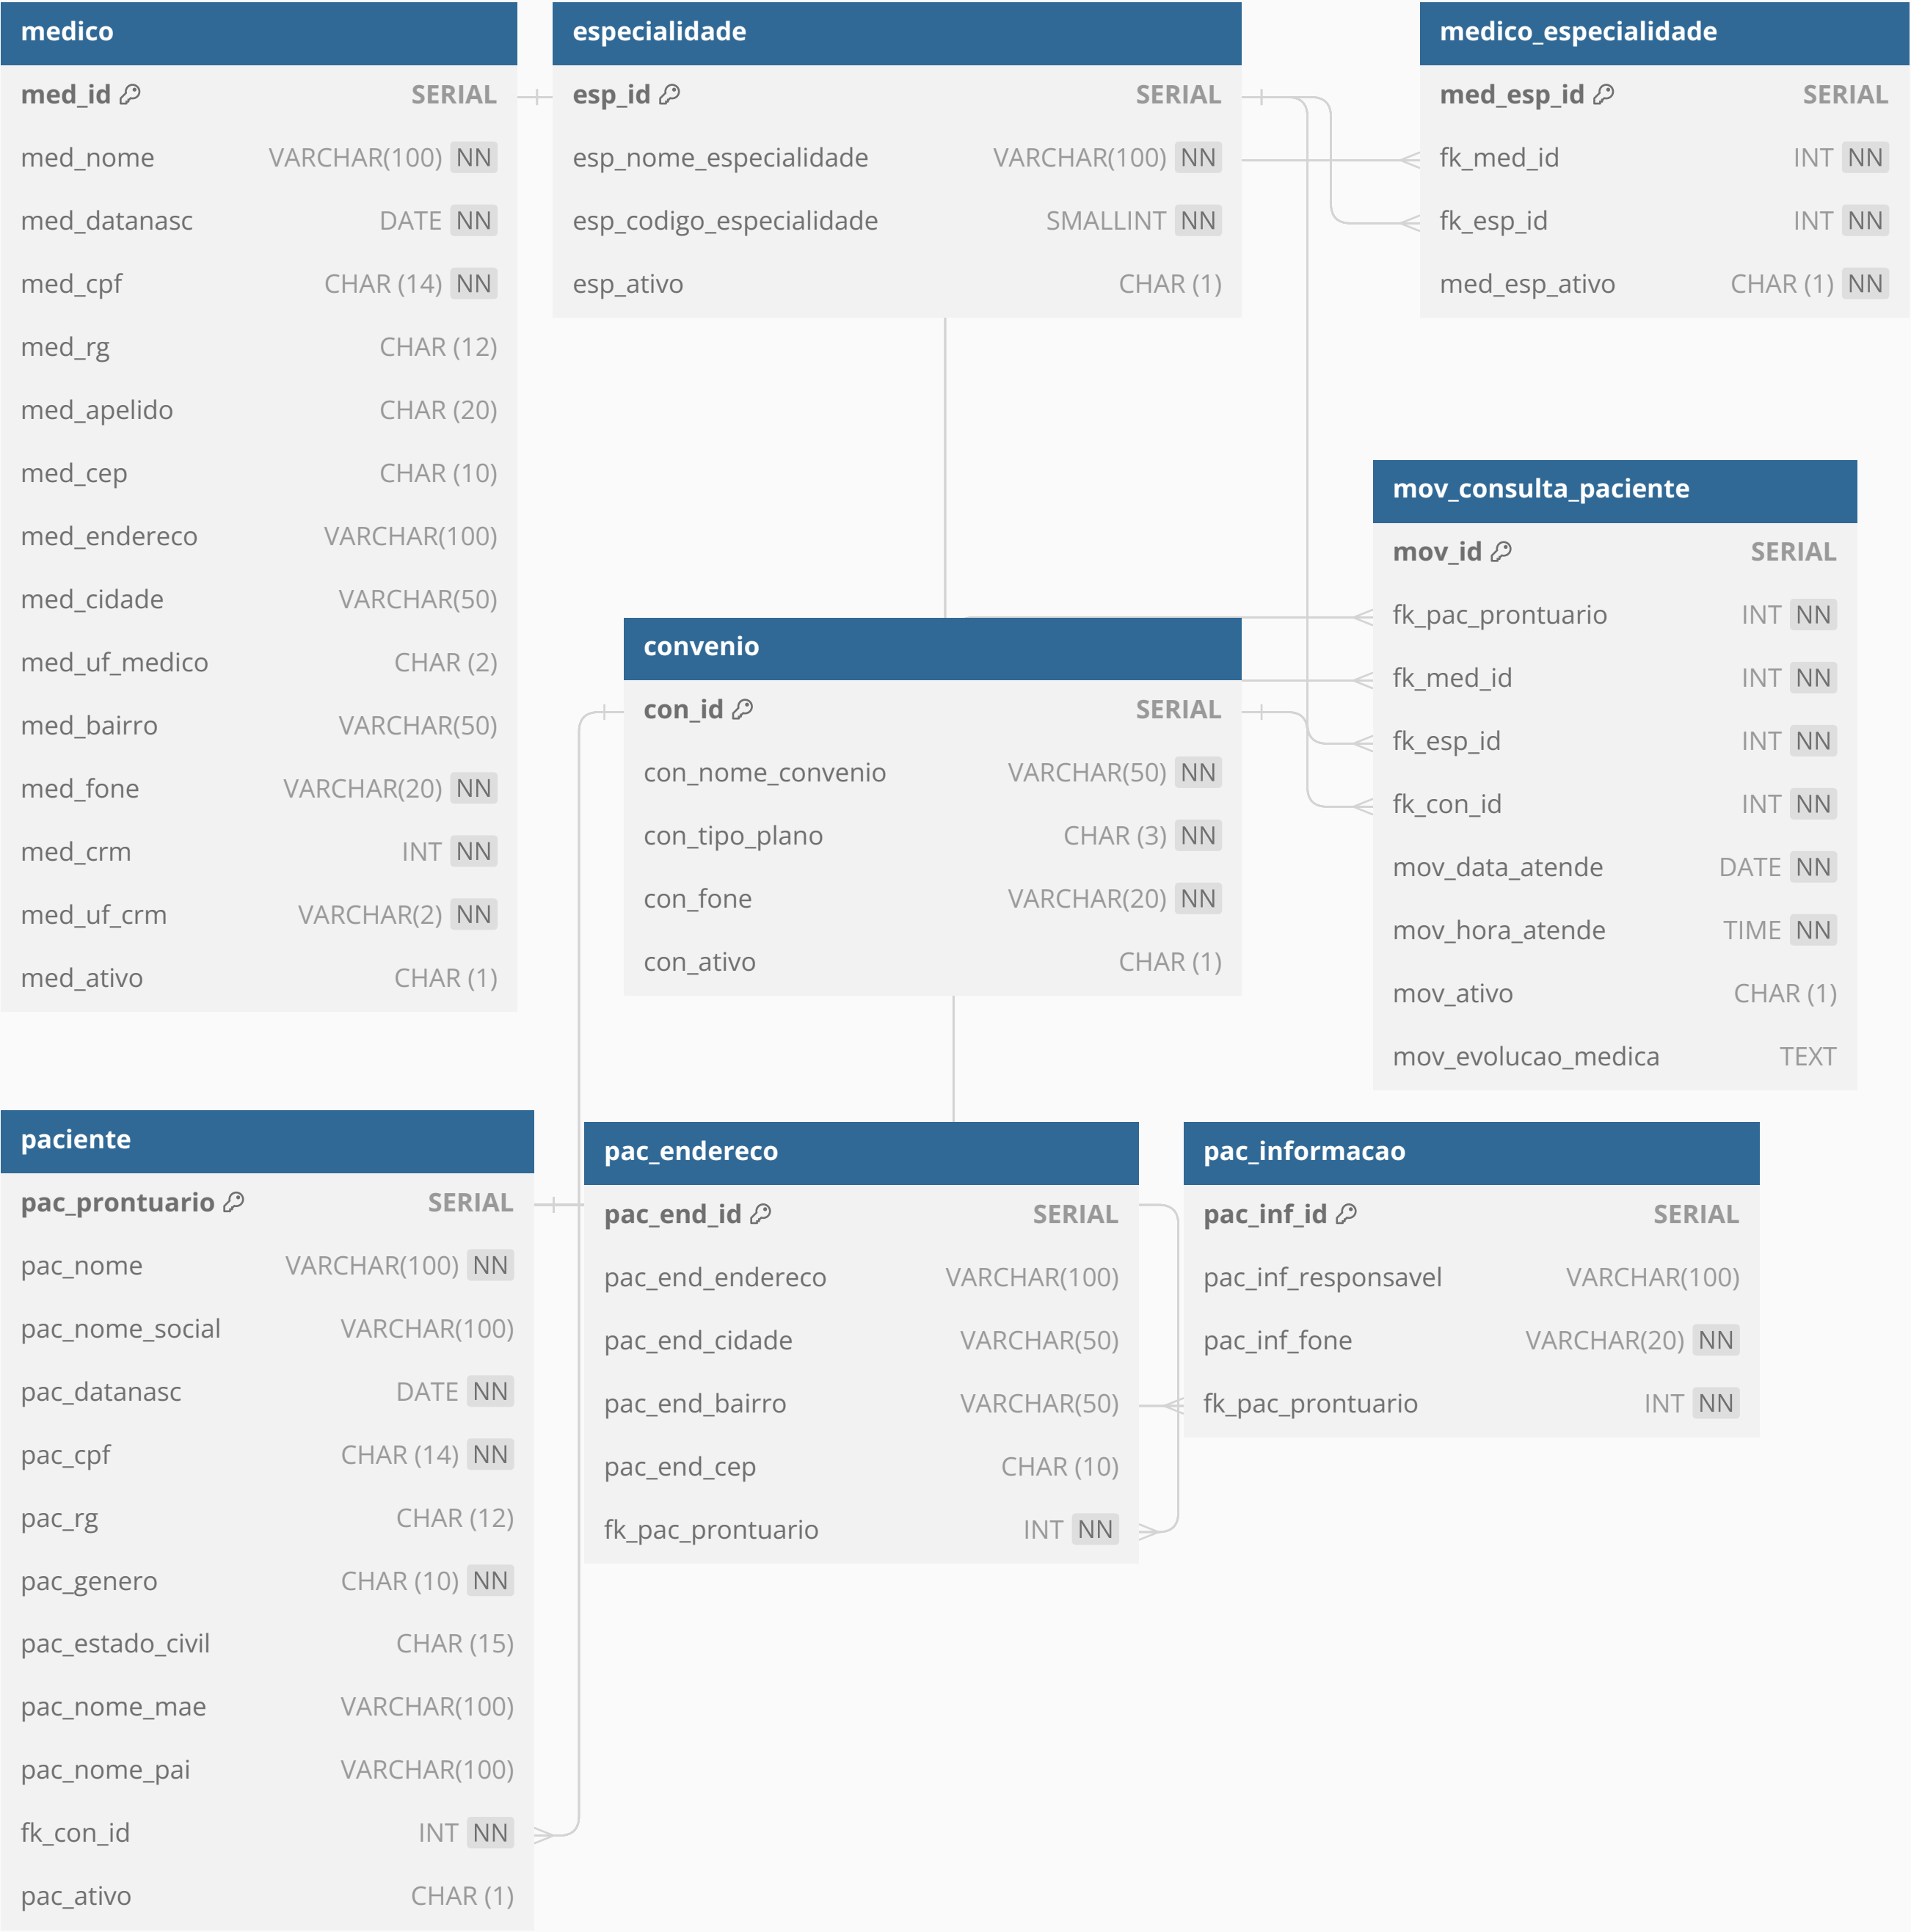 medico
med_id SERIAL
med_nome VARCHAR(100) NN
med_datanasc DATE NN
med_cpf CHAR (14) NN
med_rg CHAR (12)
med_apelido CHAR (20)
med_cep CHAR (10)
med_endereco VARCHAR(100)
med_cidade VARCHAR(50)
med_uf_medico CHAR (2)
med_bairro VARCHAR(50)
med_fone VARCHAR(20) NN
med_crm INT NN
med_uf_crm VARCHAR(2) NN
med_ativo CHAR (1)
especialidade
esp_id SERIAL
esp_nome_especialidade VARCHAR(100) NN
esp_codigo_especialidade SMALLINT NN
esp_ativo CHAR (1)
medico_especialidade
med_esp_id SERIAL
fk_med_id INT NN
fk_esp_id INT NN
med_esp_ativo CHAR (1) NN
mov_consulta_paciente
mov_id SERIAL
fk_pac_prontuario INT NN
fk_med_id INT NN
fk_esp_id INT NN
fk_con_id INT NN
mov_data_atende DATE NN
mov_hora_atende TIME NN
mov_ativo CHAR (1)
mov_evolucao_medica TEXT
convenio
con_id SERIAL
con_nome_convenio VARCHAR(50) NN
con_tipo_plano CHAR (3) NN
con_fone VARCHAR(20) NN
con_ativo CHAR (1)
paciente
pac_prontuario SERIAL
pac_nome VARCHAR(100) NN
pac_nome_social VARCHAR(100)
pac_datanasc DATE NN
pac_cpf CHAR (14) NN
pac_rg CHAR (12)
pac_genero CHAR (10) NN
pac_estado_civil CHAR (15)
pac_nome_mae VARCHAR(100)
pac_nome_pai VARCHAR(100)
fk_con_id INT NN
pac_ativo CHAR (1)
pac_endereco
pac_end_id SERIAL
pac_end_endereco VARCHAR(100)
pac_end_cidade VARCHAR(50)
pac_end_bairro VARCHAR(50)
pac_end_cep CHAR (10)
fk_pac_prontuario INT NN
pac_informacao
pac_inf_id SERIAL
pac_inf_responsavel VARCHAR(100)
pac_inf_fone VARCHAR(20) NN
fk_pac_prontuario INT NN